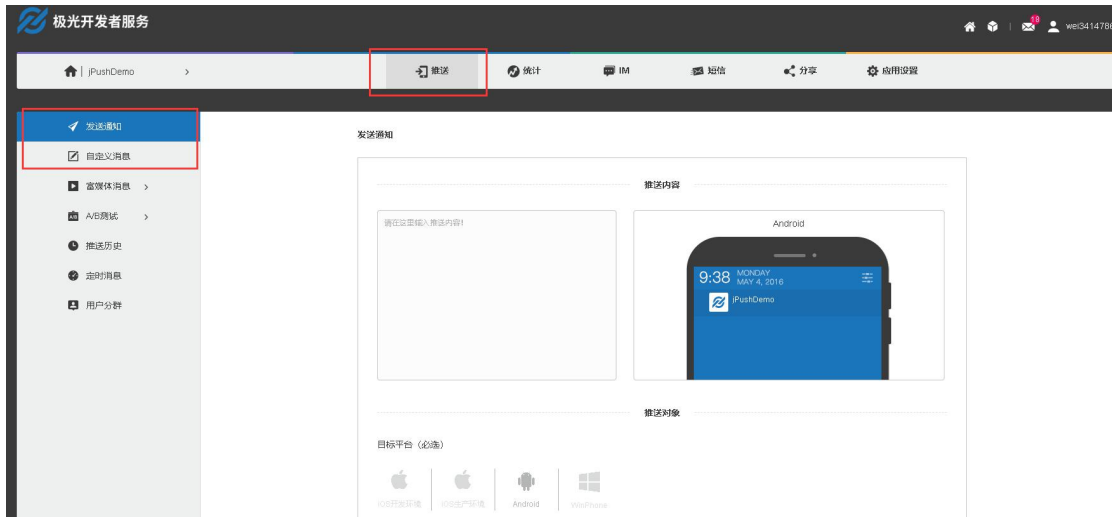 极光开发者服务
19
wei3414786
jPushDemo >
推送
统计
IM
短信
分享
应用设置
发送通知
自定义消息
富媒体消息 >
A/B测试 >
推送历史
定时消息
用户分群
发送通知
推送内容
请在这里输入推送内容!
Android
9:38 MONDAY
MAY 4, 2016
jPushDemo
推送对象
目标平台（必选）
iOS开发环境
iOS生产环境
Android
WinPhone